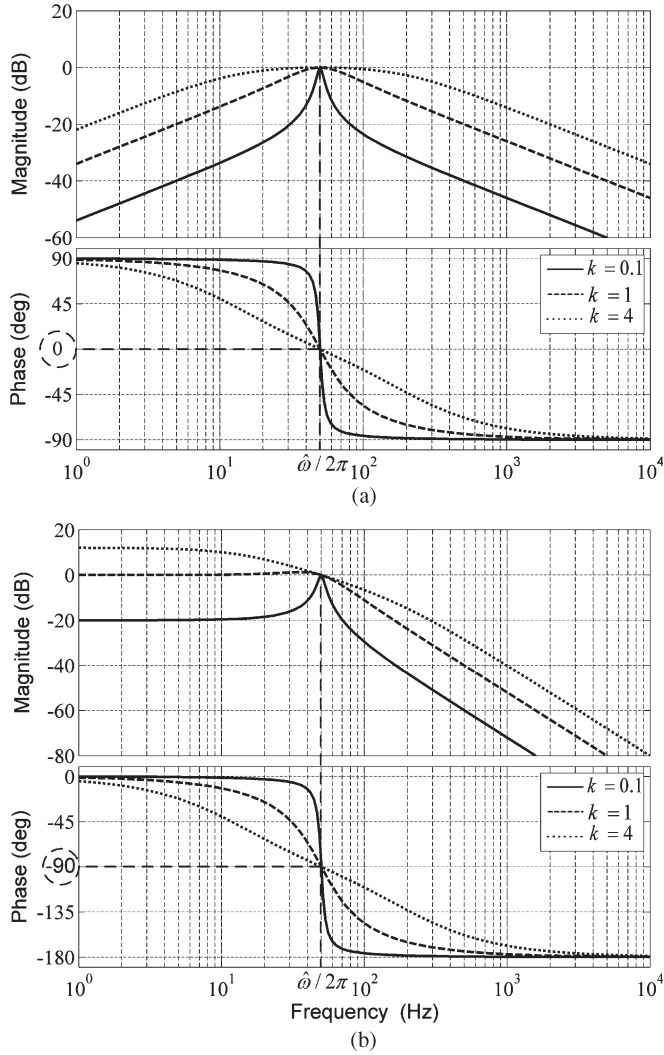 20
0
-20
-40
-60
Magnitude (dB)
90
45
0
-45
-90
Phase (deg)
k = 0.1
k = 1
k = 4
10^0
10^1
ω̂ / 2π
10^2
10^3
10^4
(a)
20
0
-20
-40
-60
-80
Magnitude (dB)
0
-45
-90
-135
-180
Phase (deg)
k = 0.1
k = 1
k = 4
10^0
10^1
ω̂ / 2π
10^2
10^3
10^4
Frequency (Hz)
(b)